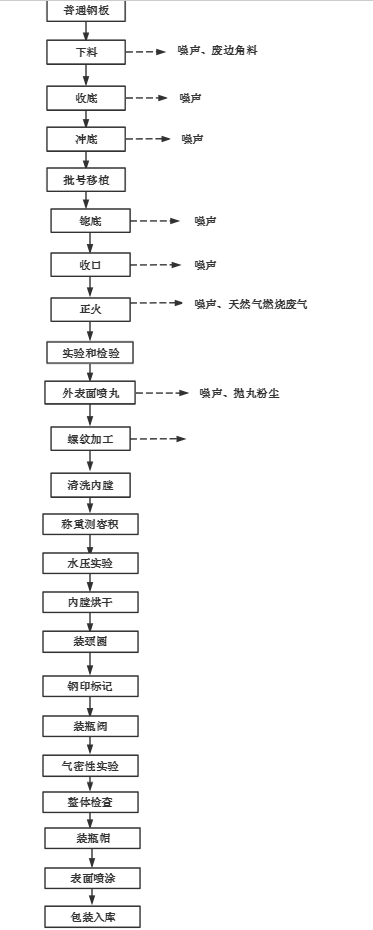 普通钢板
下料
噪声、废边角料
收底
噪声
冲底
噪声
批号移植
镦底
噪声
收口
噪声
正火
噪声、天然气燃烧废气
实验和检验
外表面喷丸
噪声、抛丸粉尘
螺纹加工
清洗内膛
称重测容积
水压实验
内膛烘干
装颈圈
钢印标记
装瓶阀
气密性实验
整体检查
装瓶帽
表面喷涂
包装入库